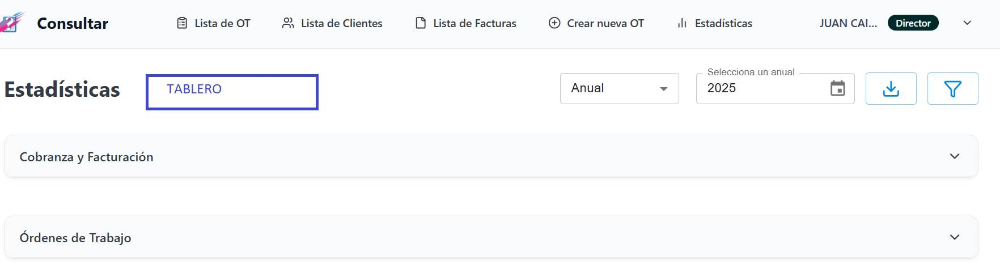 Consultar
Lista de OT
Lista de Clientes
Lista de Facturas
Crear nueva OT
Estadísticas
JUAN CAI...
Director
Estadísticas
TABLERO
Anual
Selecciona un anual
2025
Cobranza y Facturación
Órdenes de Trabajo